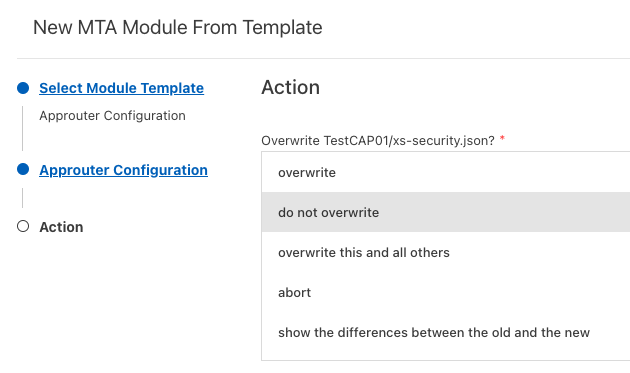 New MTA Module From Template
Select Module Template
Approuter Configuration
Approuter Configuration
Action
Action
Overwrite TestCAP01/xs-security.json? *
overwrite
do not overwrite
overwrite this and all others
abort
show the differences between the old and the new